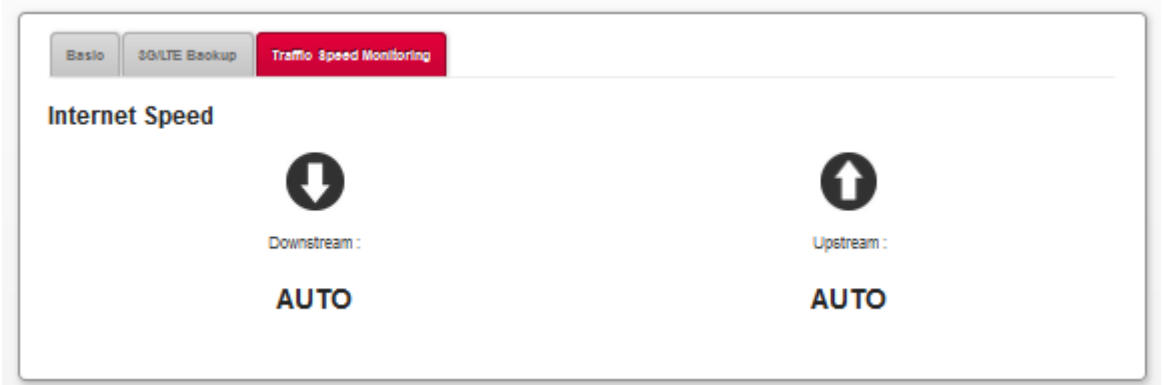 Basic 3G/LTE Backup Traffic Speed Monitoring
Internet Speed
Downstream : Upstream :
AUTO AUTO